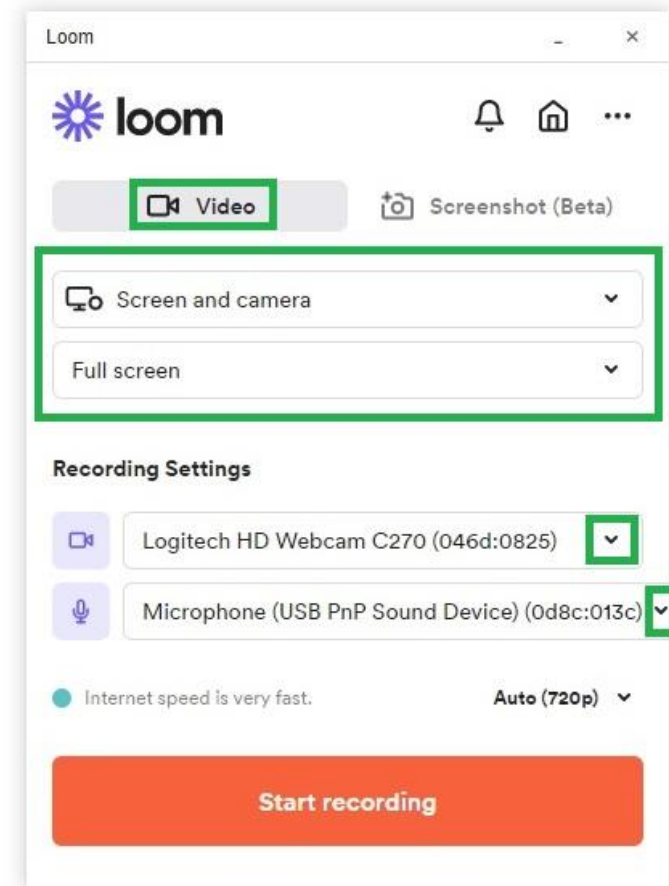 Loom
loom
Video Screenshot (Beta)
Screen and camera
Full screen
Recording Settings
Logitech HD Webcam C270 (046d:0825)
Microphone (USB PnP Sound Device) (0d8c:013c)
Internet speed is very fast. Auto (720p)
Start recording